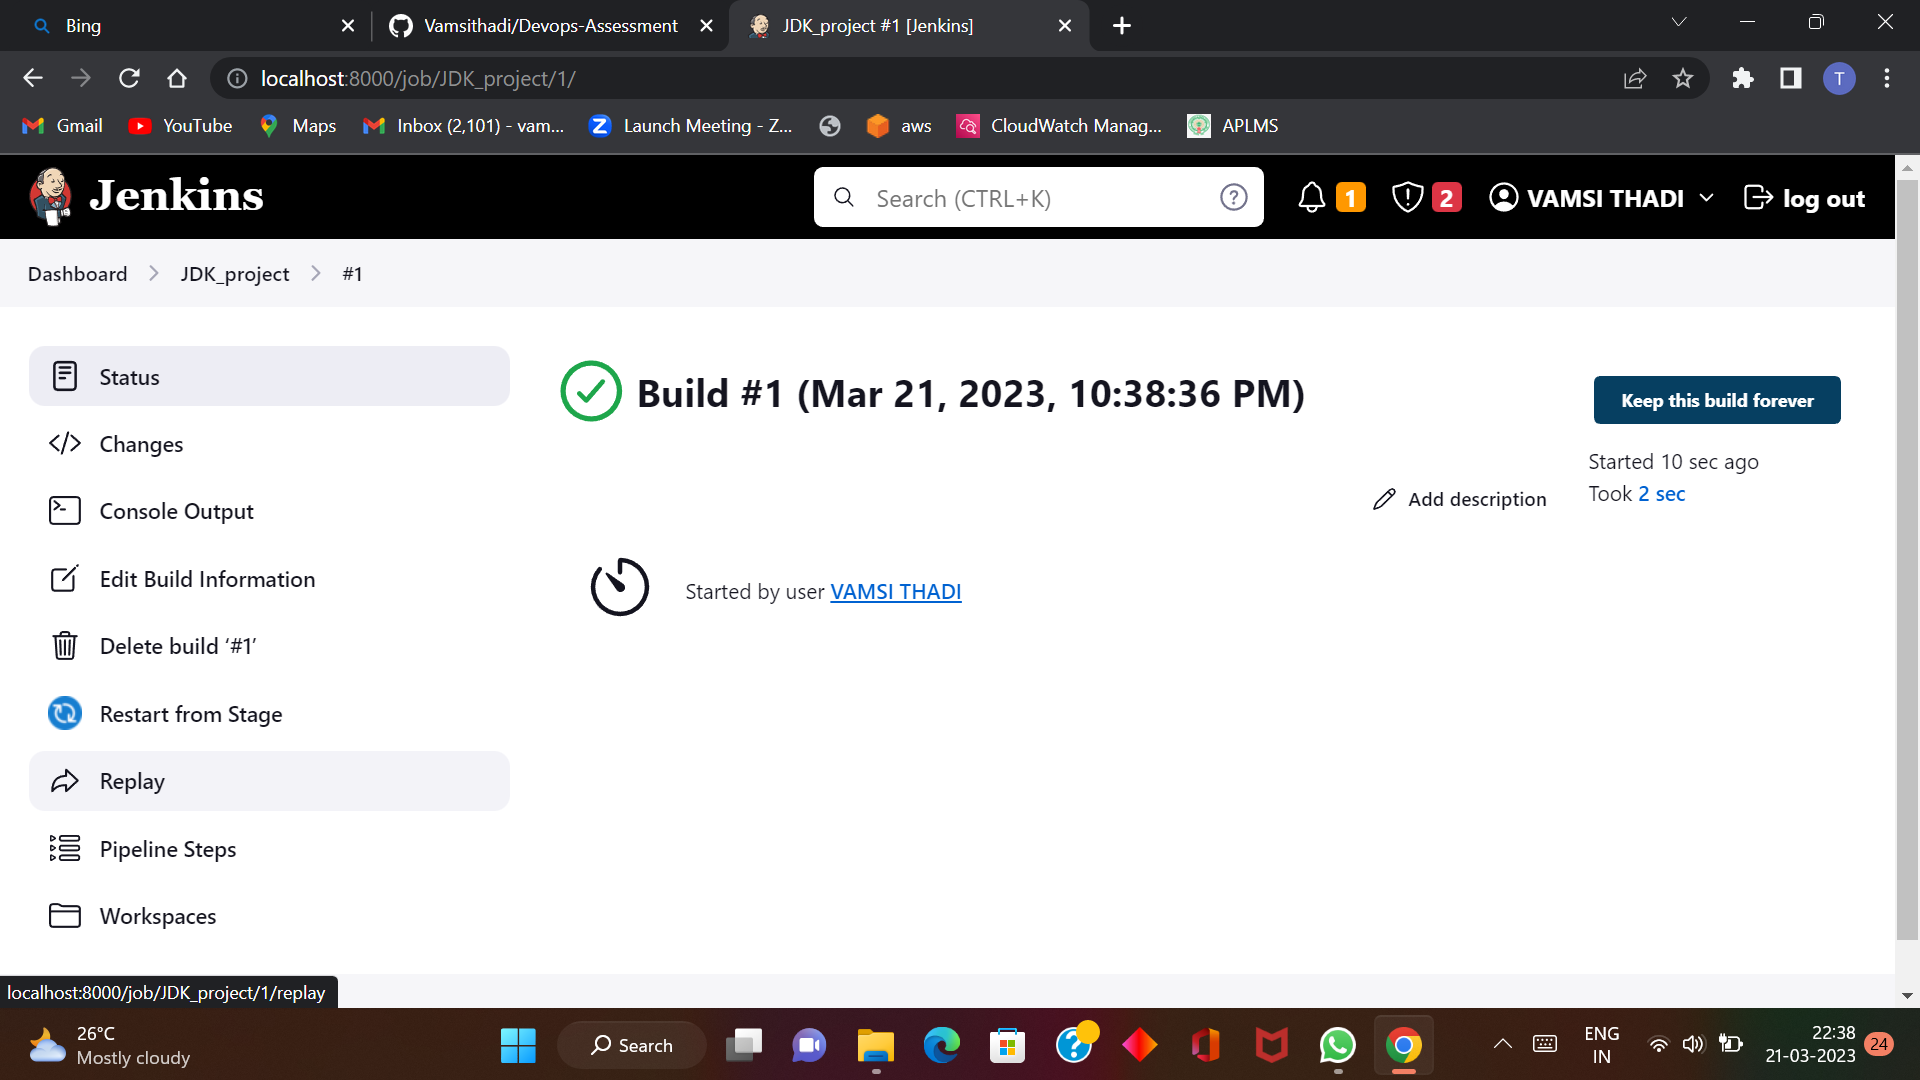 Bing
Vamsithadi/Devops-Assessment
JDK_project #1 [Jenkins]
localhost:8000/job/JDK_project/1/
T
Gmail
YouTube
Maps
Inbox (2,101) - vam...
Launch Meeting - Z...
aws
CloudWatch Manag...
APLMS
Jenkins
Search (CTRL+K)
1
2
VAMSI THADI
log out
Dashboard
JDK_project
#1
Status
Changes
Console Output
Edit Build Information
Delete build ‘#1’
Restart from Stage
Replay
Pipeline Steps
Workspaces
Build #1 (Mar 21, 2023, 10:38:36 PM)
Keep this build forever
Started 10 sec ago
Took 2 sec
Add description
Started by user VAMSI THADI
localhost:8000/job/JDK_project/1/replay
26°C
Mostly cloudy
Search
ENG
IN
22:38
21-03-2023
24